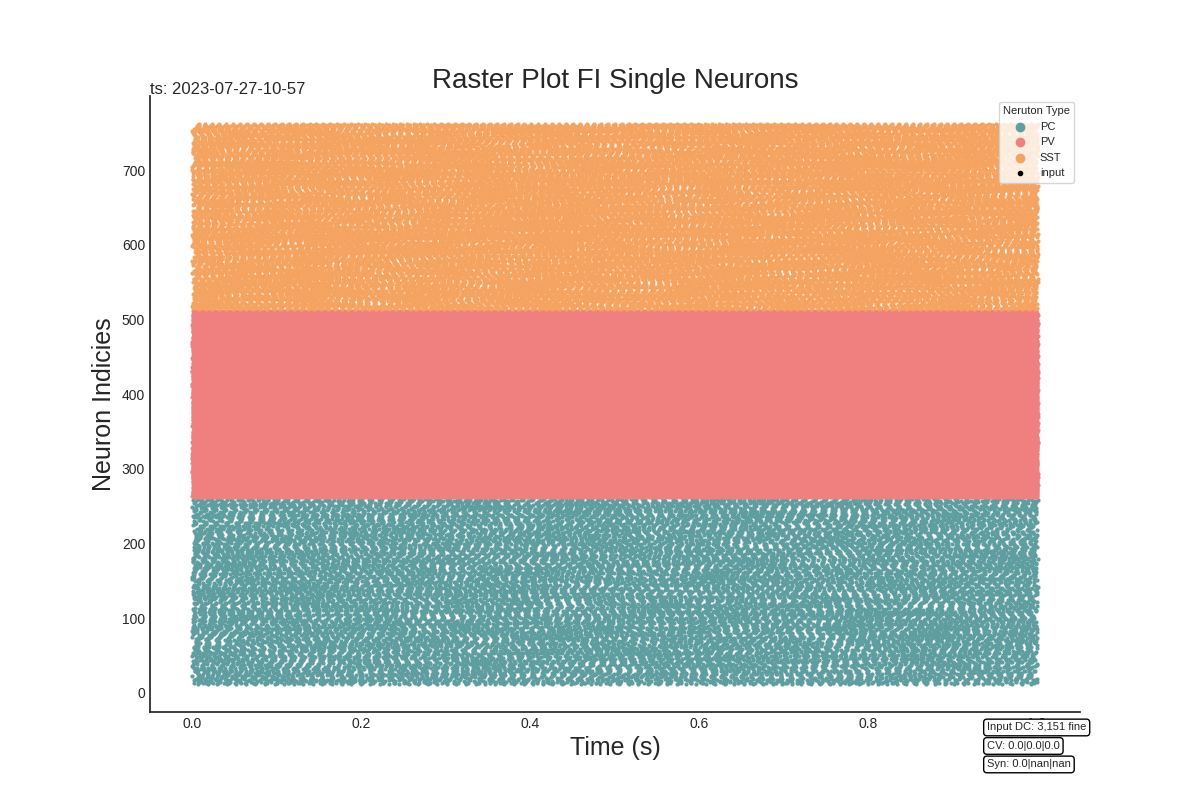 Raster Plot FI Single Neurons
ts: 2023-07-27-10-57
Neruton Type
PC
PV
SST
input
700
600
500
400
300
200
100
0
Neuron Indicies
0.0 0.2 0.4 0.6 0.8
Time (s)
Input DC: 3,151 fine
CV: 0.0|0.0|0.0
Syn: 0.0|nan|nan